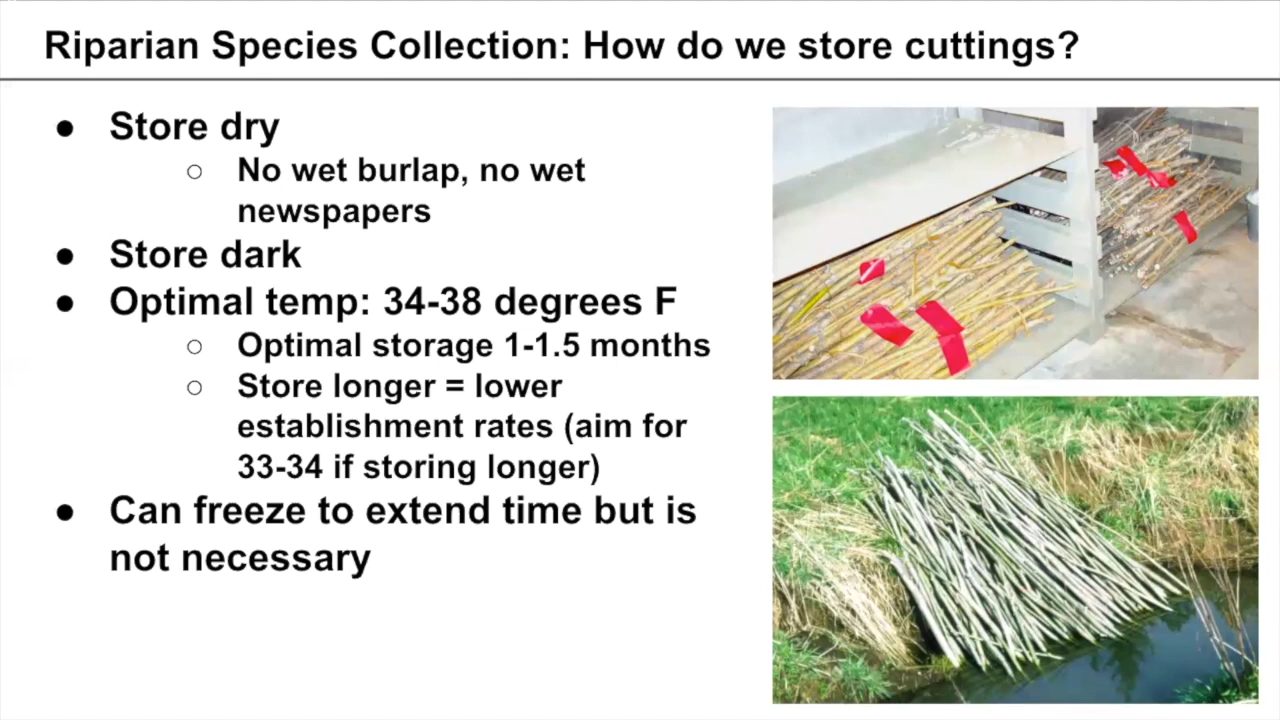 Riparian Species Collection: How do we store cuttings?
● Store dry
○ No wet burlap, no wet
newspapers
● Store dark
● Optimal temp: 34-38 degrees F
○ Optimal storage 1-1.5 months
○ Store longer = lower
establishment rates (aim for
33-34 if storing longer)
● Can freeze to extend time but is
not necessary